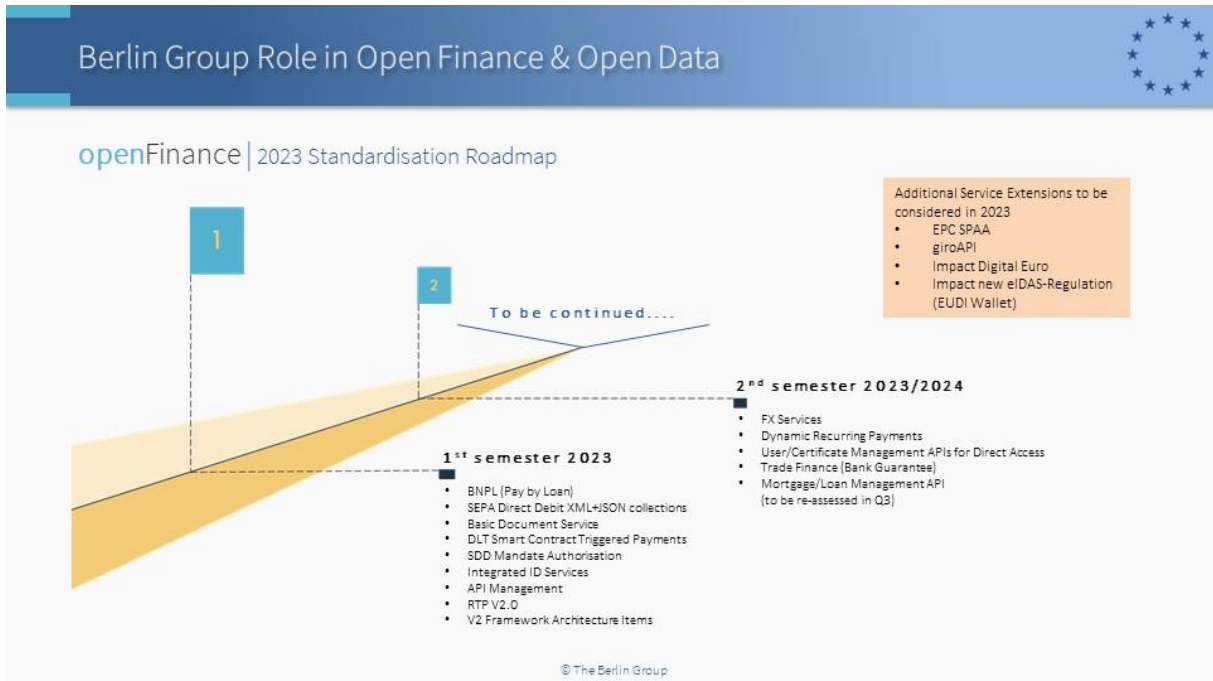 Berlin Group Role in Open Finance & Open Data
openFinance | 2023 Standardisation Roadmap
Additional Service Extensions to be
considered in 2023
• EPC SPAA
• giroAPI
• Impact Digital Euro
• Impact new eIDAS-Regulation
(EUDI Wallet)
1
2
To be continued....
2nd semester 2023/2024
• FX Services
• Dynamic Recurring Payments
• User/Certificate Management APIs for Direct Access
• Trade Finance (Bank Guarantee)
• Mortgage/Loan Management API
(to be re-assessed in Q3)
1st semester 2023
• BNPL (Pay by Loan)
• SEPA Direct Debit XML+JSON collections
• Basic Document Service
• DLT Smart Contract Triggered Payments
• SDD Mandate Authorisation
• Integrated ID Services
• API Management
• RTP V2.0
• V2 Framework Architecture Items
© The Berlin Group